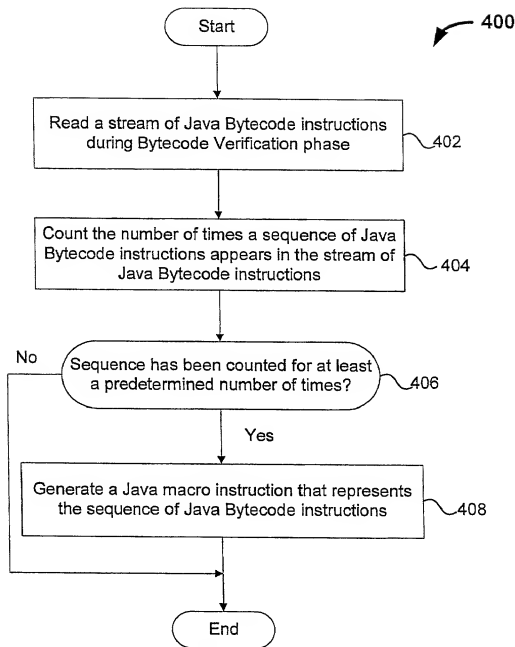 Start
400
Read a stream of Java Bytecode instructions
during Bytecode Verification phase
402
Count the number of times a sequence of Java
Bytecode instructions appears in the stream of
Java Bytecode instructions
404
No
Sequence has been counted for at least
a predetermined number of times?
406
Yes
Generate a Java macro instruction that represents
the sequence of Java Bytecode instructions
408
End